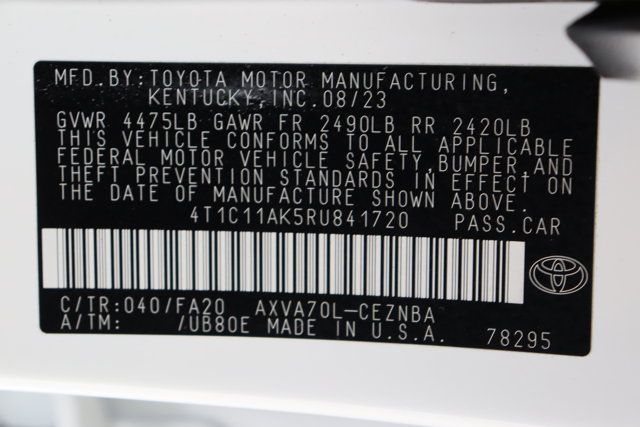 MFD.BY:TOYOTA MOTOR MANUFACTURING,
KENTUCKY,INC.08/23
GVWR 4475LB GAWR FR 2490LB RR 2420LB
THIS VEHICLE CONFORMS TO ALL APPLICABLE
FEDERAL MOTOR VEHICLE SAFETY,BUMPER,AND
THEFT PREVENTION STANDARDS IN EFFECT ON
THE DATE OF MANUFACTURE SHOWN ABOVE.
4T1C11AK5RU841720 PASS.CAR
C/TR:040/FA20 AXVA70L-CEZNBA
A/TM: /UB80E MADE IN U.S.A. 78295